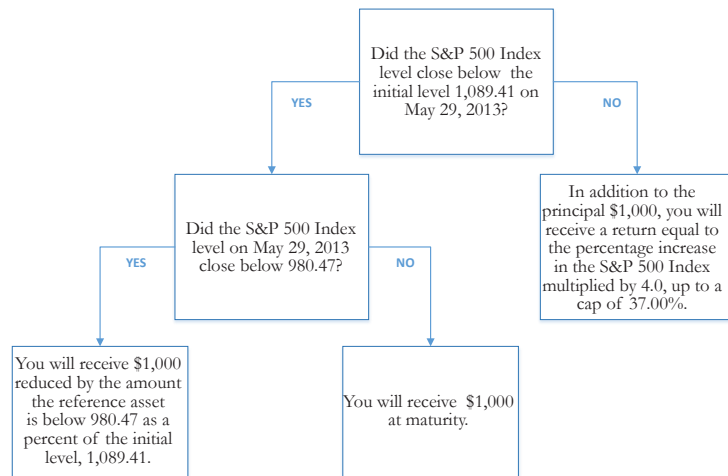 Did the S&P 500 Index
level close below the
initial level 1,089.41 on
May 29, 2013?
YES
NO
Did the S&P 500 Index
level on May 29, 2013
close below 980.47?
In addition to the
principal $1,000, you will
receive a return equal to
the percentage increase
in the S&P 500 Index
multiplied by 4.0, up to a
cap of 37.00%.
YES
NO
You will receive $1,000
reduced by the amount
the reference asset
is below 980.47 as a
percent of the initial
level, 1,089.41.
You will receive $1,000
at maturity.